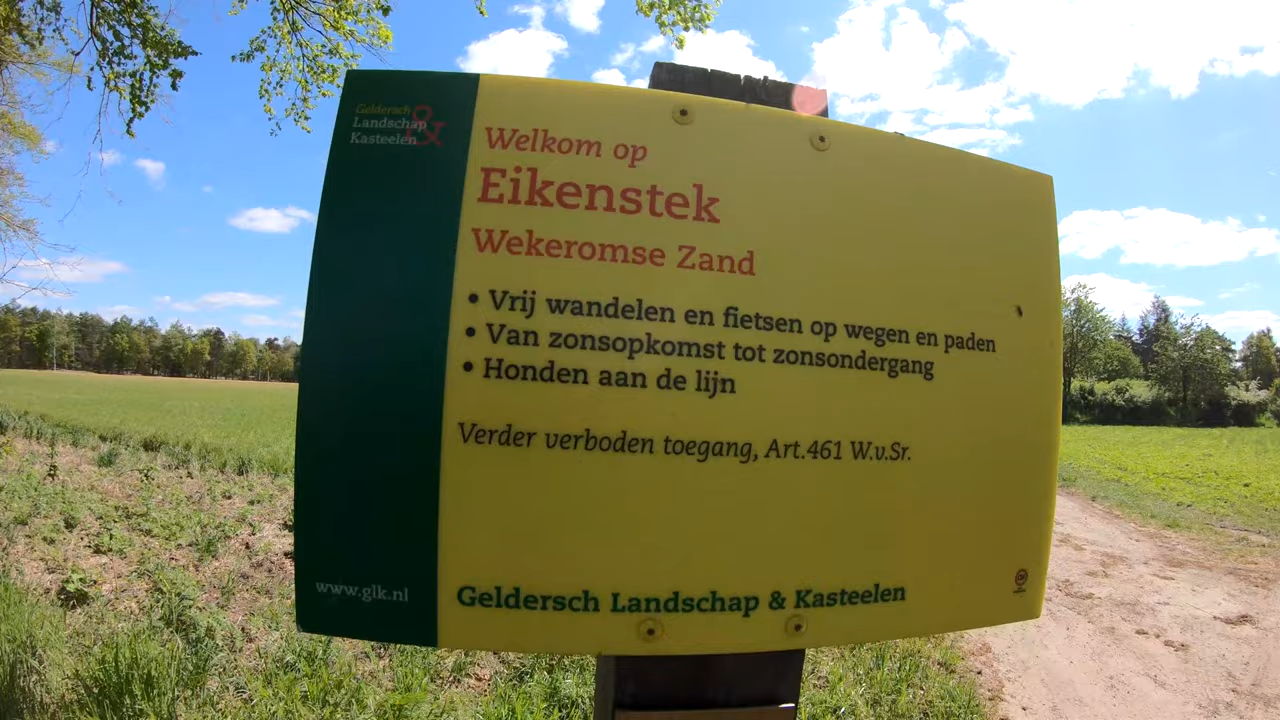 Geldersch
Landschap &
Kasteelen
Welkom op
Eikenstek
Wekeromse Zand
• Vrij wandelen en fietsen op wegen en paden
• Van zonsopkomst tot zonsondergang
• Honden aan de lijn
Verder verboden toegang, Art.461 W.v.Sr.
www.glk.nl
Geldersch Landschap & Kasteelen